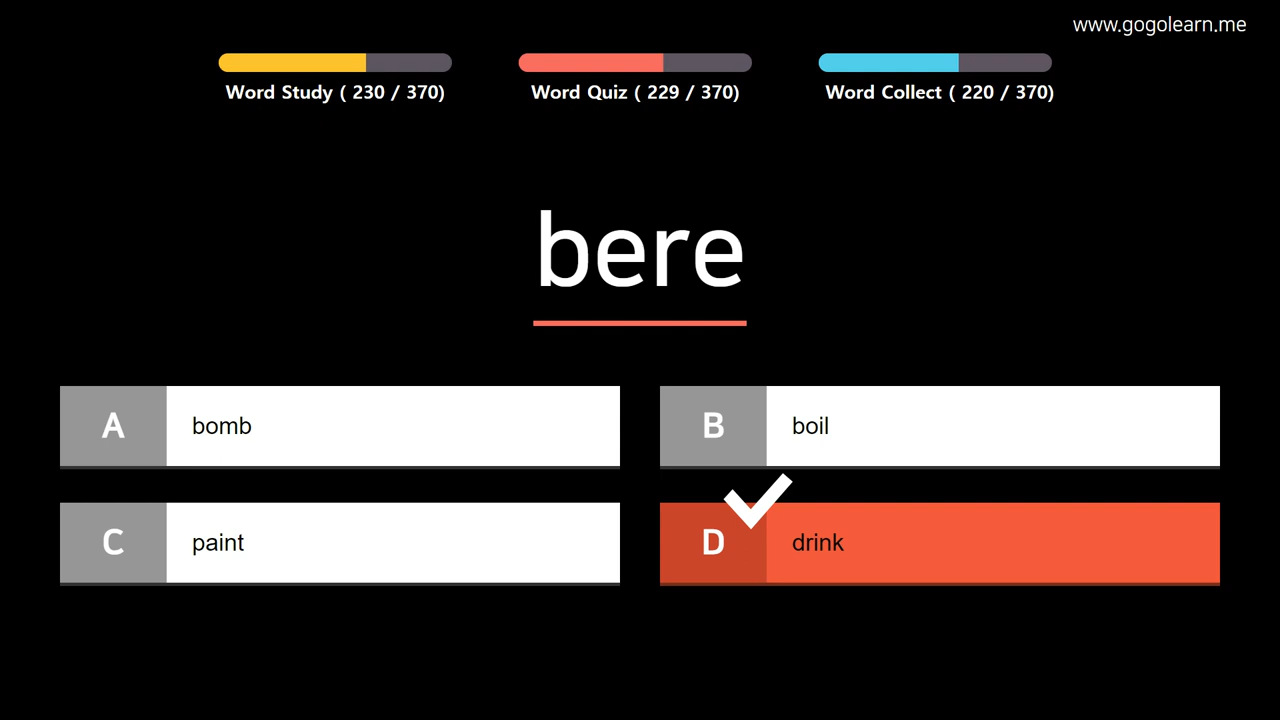 www.gogolearn.me
Word Study ( 230 / 370)
Word Quiz ( 229 / 370)
Word Collect ( 220 / 370)
bere
A bomb
B boil
C paint
D drink